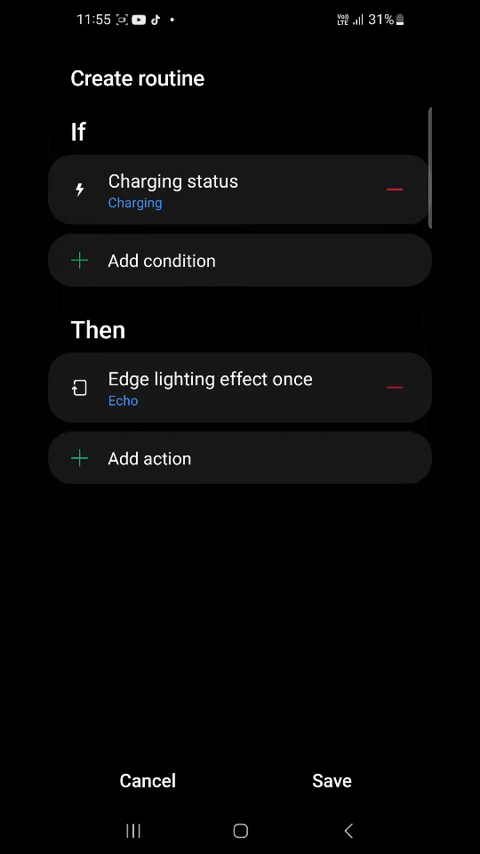 11:55 31%
Create routine
If
Charging status
Charging
Add condition
Then
Edge lighting effect once
Echo
Add action
Cancel Save